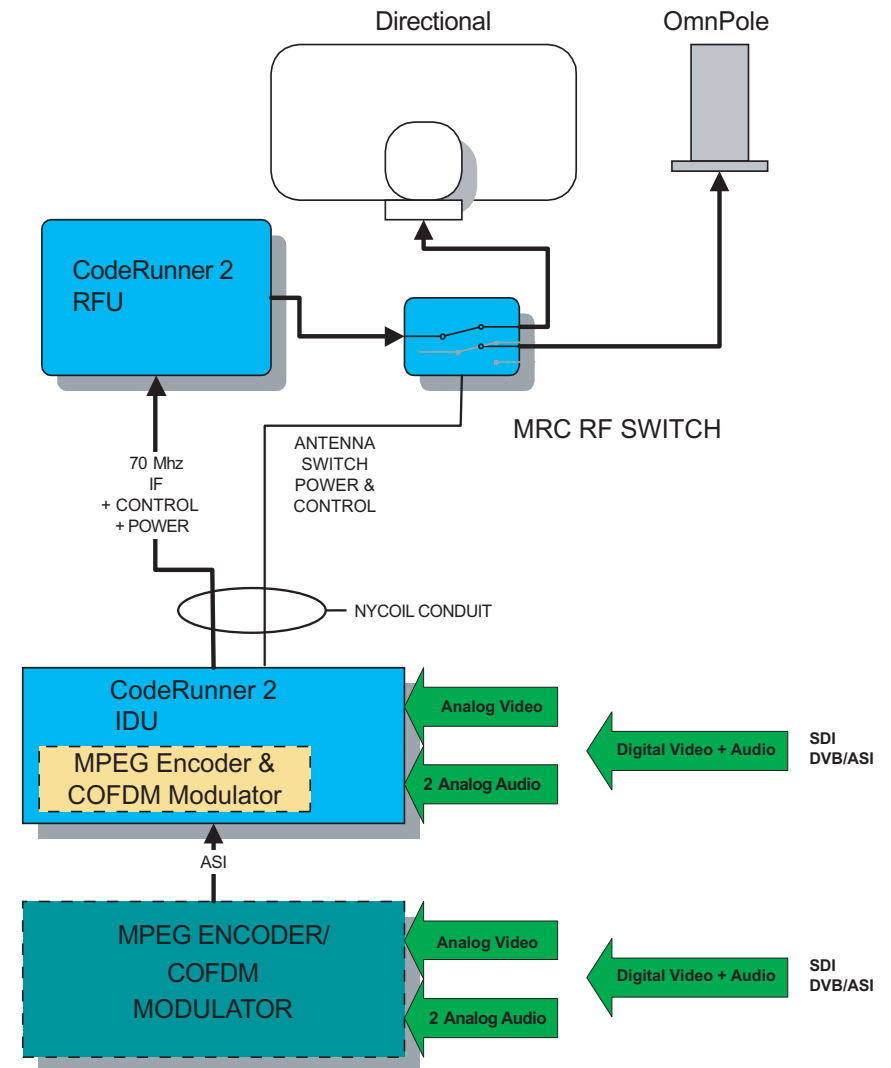 Directional
OmnPole
CodeRunner 2
RFU
MRC RF SWITCH
70 Mhz
IF
+ CONTROL
+ POWER
ANTENNA
SWITCH
POWER &
CONTROL
NYCOIL CONDUIT
CodeRunner 2
IDU
MPEG Encoder &
COFDM Modulator
Analog Video
2 Analog Audio
Digital Video + Audio
SDI
DVB/ASI
ASI
MPEG ENCODER/
COFDM
MODULATOR
Analog Video
2 Analog Audio
Digital Video + Audio
SDI
DVB/ASI